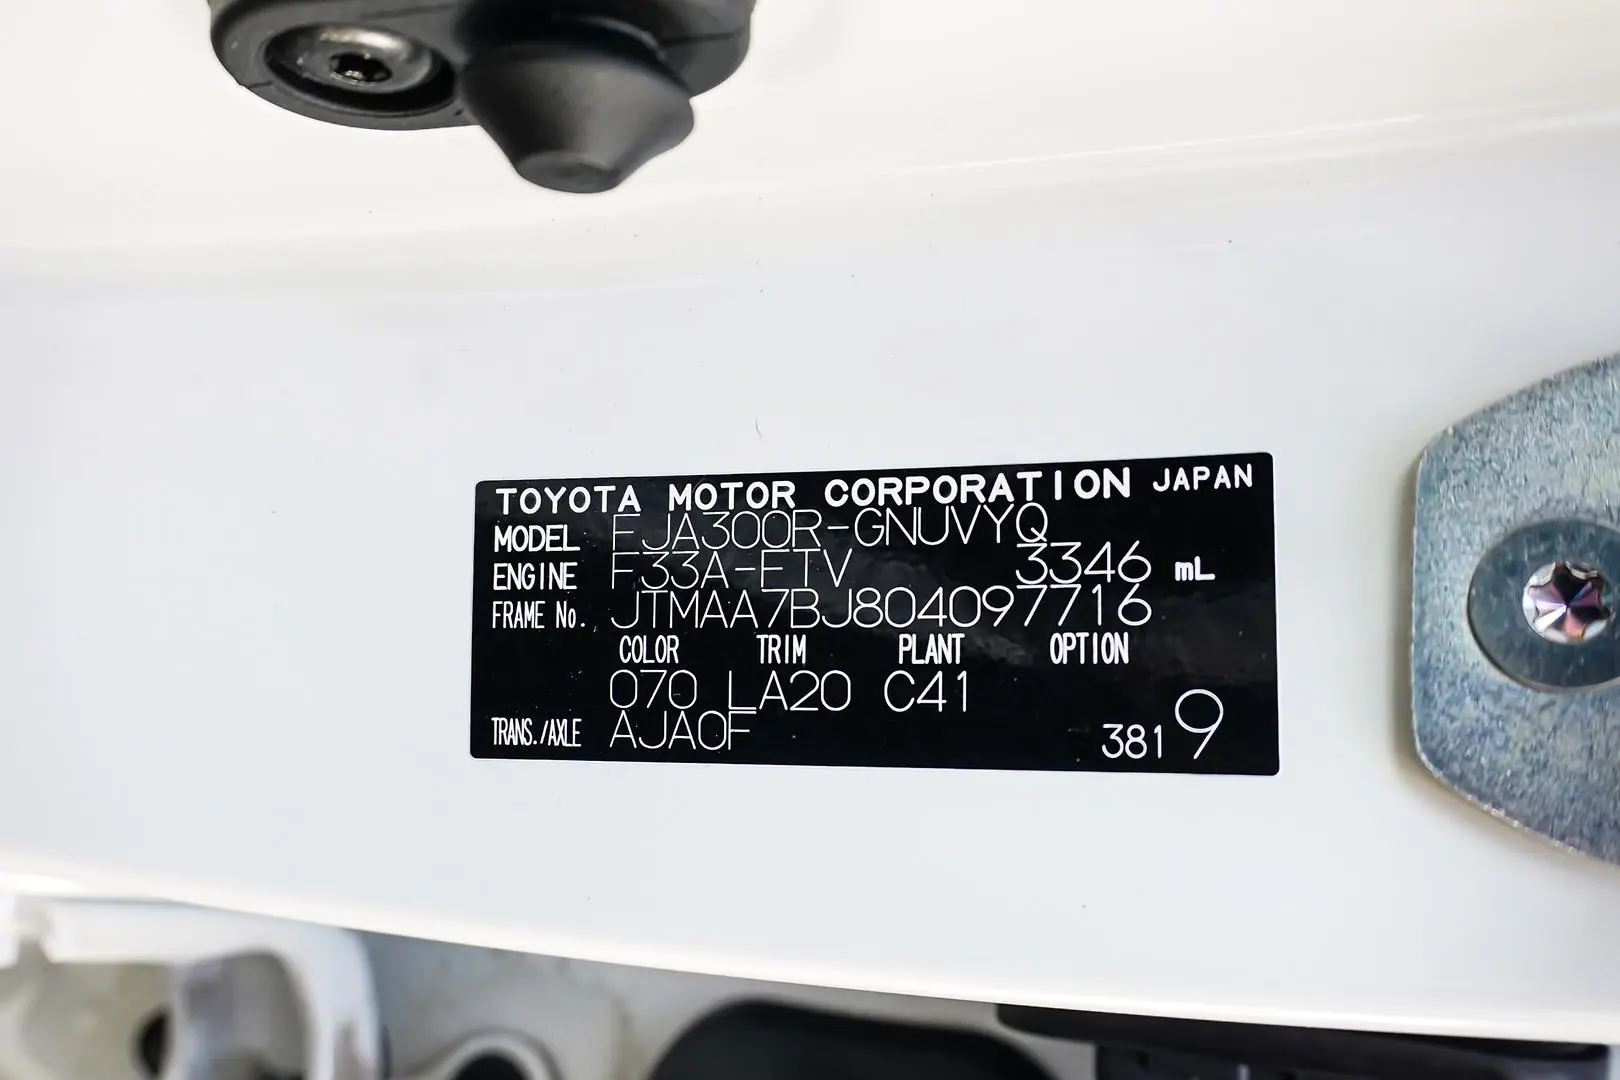 TOYOTA MOTOR CORPORATION JAPAN
MODEL FJA300R-GNUVYQ
ENGINE F33A-FTV 3346 mL
FRAME No. JTMAA7BJ804097716
COLOR TRIM PLANT OPTION
070 LA20 C41
TRANS./AXLE AJA0F 3819